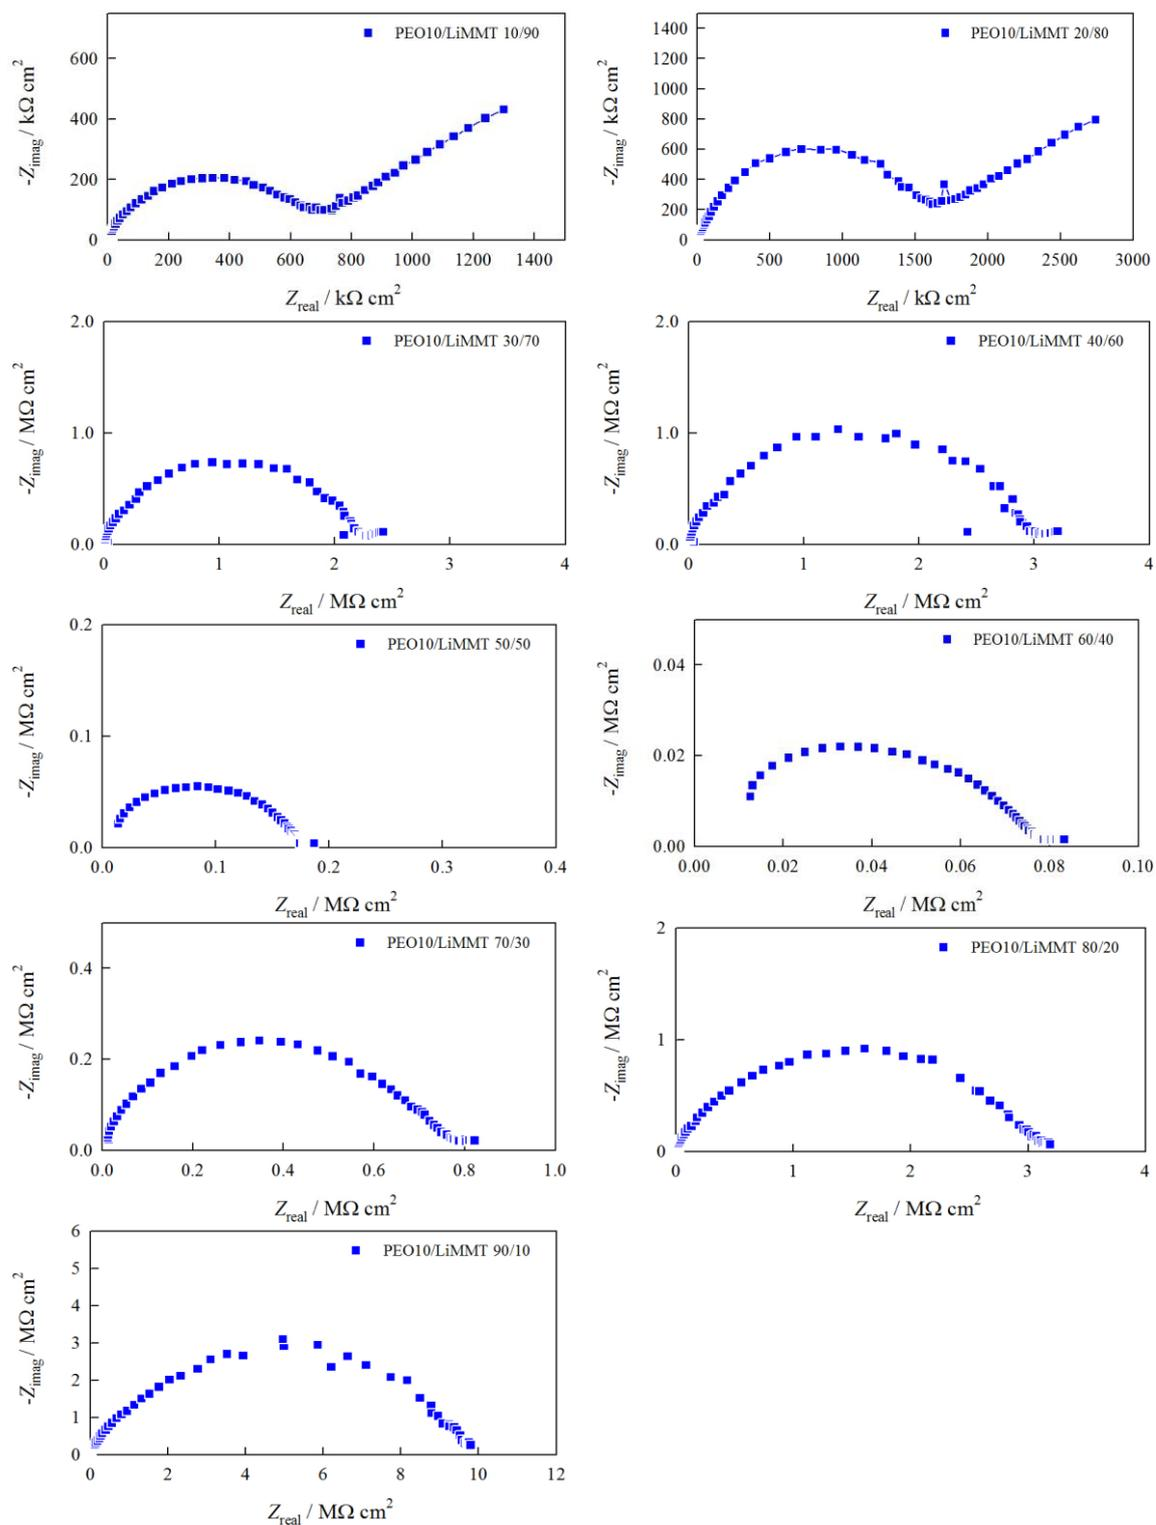 PEO10/LiMMT 10/90
-Zimag / kΩ cm2
600
400
200
0
0 200 400 600 800 1000 1200 1400
Zreal / kΩ cm2
PEO10/LiMMT 20/80
-Zimag / kΩ cm2
1400
1200
1000
800
600
400
200
0
0 500 1000 1500 2000 2500 3000
Zreal / kΩ cm2
PEO10/LiMMT 30/70
-Zimag / MΩ cm2
2.0
1.0
0.0
0 1 2 3 4
Zreal / MΩ cm2
PEO10/LiMMT 40/60
-Zimag / MΩ cm2
2.0
1.0
0.0
0 1 2 3 4
Zreal / MΩ cm2
PEO10/LiMMT 50/50
-Zimag / MΩ cm2
0.2
0.1
0.0
0.0 0.1 0.2 0.3 0.4
Zreal / MΩ cm2
PEO10/LiMMT 60/40
-Zimag / MΩ cm2
0.04
0.02
0.00
0.00 0.02 0.04 0.06 0.08 0.10
Zreal / MΩ cm2
PEO10/LiMMT 70/30
-Zimag / MΩ cm2
0.4
0.2
0.0
0.0 0.2 0.4 0.6 0.8 1.0
Zreal / MΩ cm2
PEO10/LiMMT 80/20
-Zimag / MΩ cm2
2
1
0
0 1 2 3 4
Zreal / MΩ cm2
PEO10/LiMMT 90/10
-Zimag / MΩ cm2
6
5
4
3
2
1
0
0 2 4 6 8 10 12
Zreal / MΩ cm2